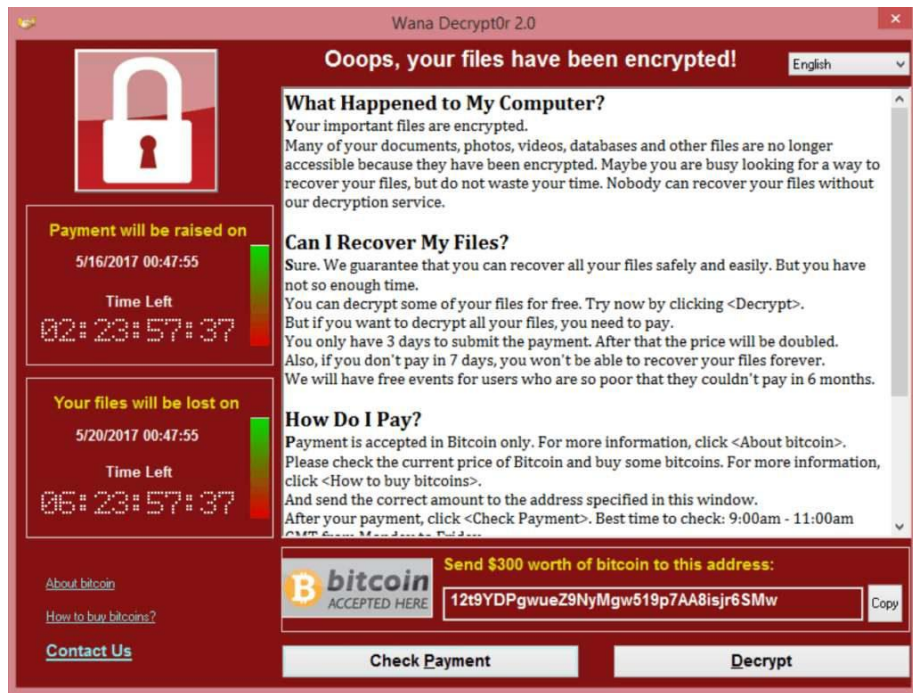 Wana Decrypt0r 2.0
Ooops, your files have been encrypted!
English
What Happened to My Computer?
Your important files are encrypted.
Many of your documents, photos, videos, databases and other files are no longer
accessible because they have been encrypted. Maybe you are busy looking for a way to
recover your files, but do not waste your time. Nobody can recover your files without
our decryption service.
Can I Recover My Files?
Sure. We guarantee that you can recover all your files safely and easily. But you have
not so enough time.
You can decrypt some of your files for free. Try now by clicking <Decrypt>.
But if you want to decrypt all your files, you need to pay.
You only have 3 days to submit the payment. After that the price will be doubled.
Also, if you don't pay in 7 days, you won't be able to recover your files forever.
We will have free events for users who are so poor that they couldn't pay in 6 months.
How Do I Pay?
Payment is accepted in Bitcoin only. For more information, click <About bitcoin>.
Please check the current price of Bitcoin and buy some bitcoins. For more information,
click <How to buy bitcoins>.
And send the correct amount to the address specified in this window.
After your payment, click <Check Payment>. Best time to check: 9:00am - 11:00am
GMT from Monday to Friday
Payment will be raised on
5/16/2017 00:47:55
Time Left
02:23:57:37
Your files will be lost on
5/20/2017 00:47:55
Time Left
06:23:57:37
About bitcoin
How to buy bitcoins?
Contact Us
bitcoin
ACCEPTED HERE
Send $300 worth of bitcoin to this address:
12t9YDPgwueZ9NyMgw519p7AA8isjr6SMw
Copy
Check Payment
Decrypt